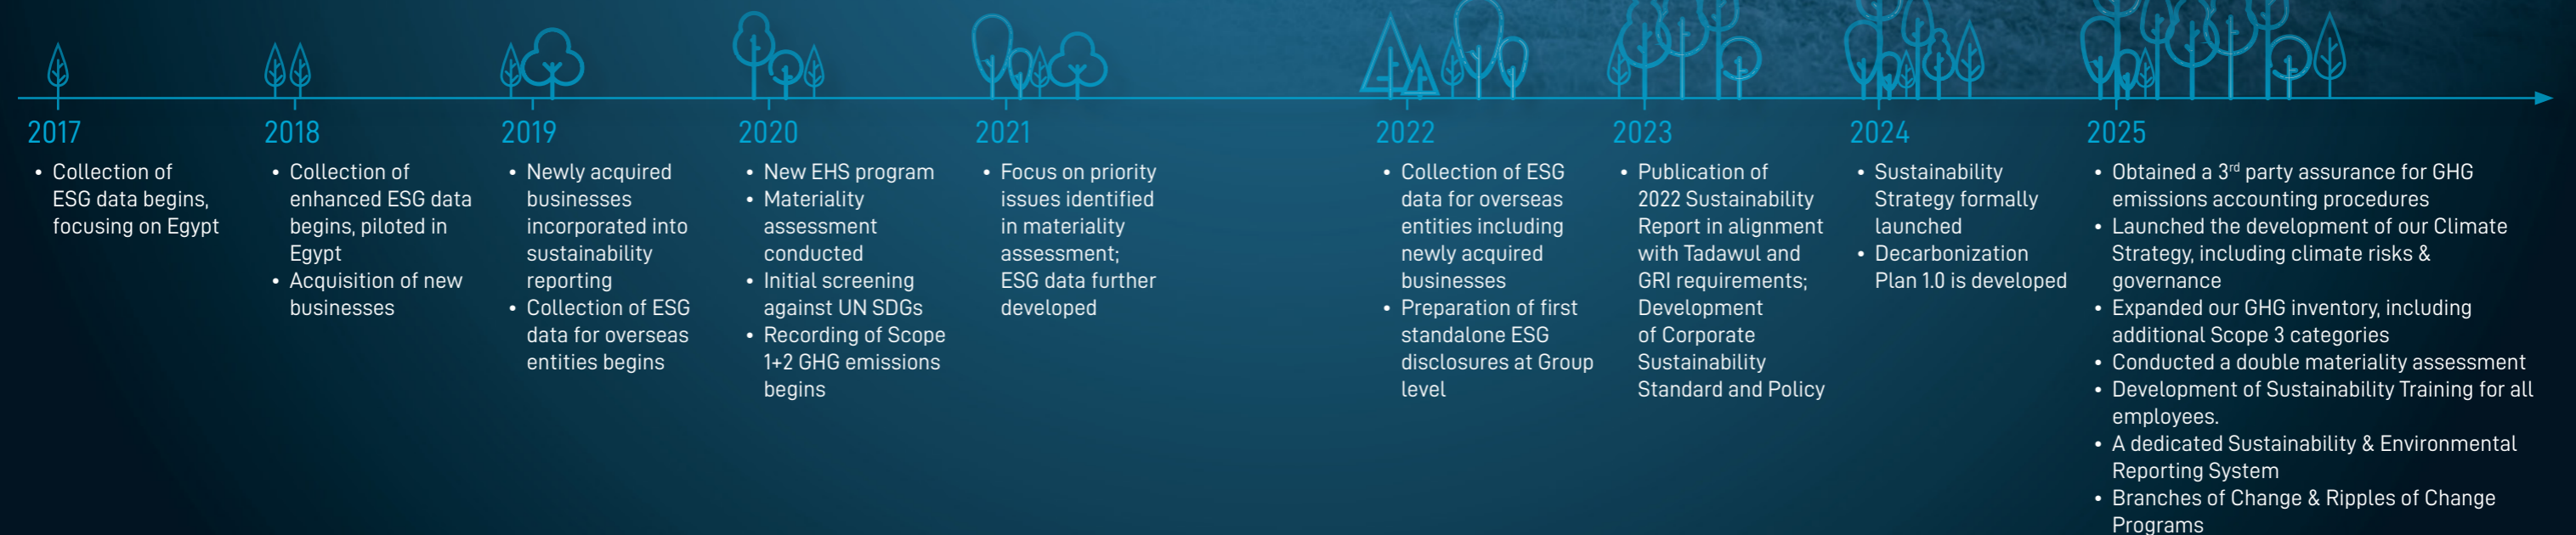 2017
• Collection of
ESG data begins,
focusing on Egypt
2018
• Collection of
enhanced ESG data
begins, piloted in
Egypt
• Acquisition of new
businesses
2019
• Newly acquired
businesses
incorporated into
sustainability
reporting
• Collection of ESG
data for overseas
entities begins
2020
• New EHS program
• Materiality
assessment
conducted
• Initial screening
against UN SDGs
• Recording of Scope
1+2 GHG emissions
begins
2021
• Focus on priority
issues identified
in materiality
assessment;
ESG data further
developed
2022
• Collection of ESG
data for overseas
entities including
newly acquired
businesses
• Preparation of first
standalone ESG
disclosures at Group
level
2023
• Publication of
2022 Sustainability
Report in alignment
with Tadawul and
GRI requirements;
Development
of Corporate
Sustainability
Standard and Policy
2024
• Sustainability
Strategy formally
launched
• Decarbonization
Plan 1.0 is developed
2025
• Obtained a 3rd party assurance for GHG
emissions accounting procedures
• Launched the development of our Climate
Strategy, including climate risks &
governance
• Expanded our GHG inventory, including
additional Scope 3 categories
• Conducted a double materiality assessment
• Development of Sustainability Training for all
employees.
• A dedicated Sustainability & Environmental
Reporting System
• Branches of Change & Ripples of Change
Programs